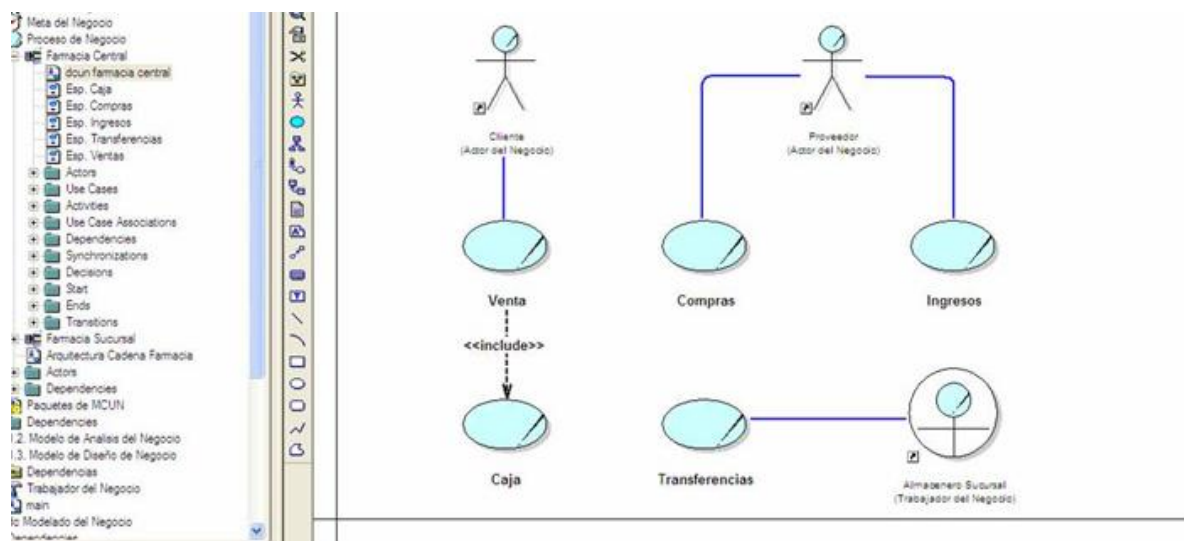 Meta del Negocio
Proceso de Negocio
Farmacia Central
dcun farmacia central
Esp. Caja
Esp. Compras
Esp. Ingresos
Esp. Transferencias
Esp. Ventas
Actors
Use Cases
Activities
Use Case Associations
Dependencies
Synchronizations
Decisions
Start
Ends
Transitions
Farmacia Sucursal
Arquitectura Cadena Farmacia
Actors
Dependencies
Paquetes de MCUN
Dependencies
.2. Modelo de Analisis del Negocio
.3. Modelo de Diseño de Negocio
Dependencias
Trabajador del Negocio
main
Modelado del Negocio
Dependencies
Cliente
(Actor del Negocio)
Proveedor
(Actor del Negocio)
Venta
Compras
Ingresos
<<include>>
Caja
Transferencias
Almacenero Sucursal
(Trabajador del Negocio)